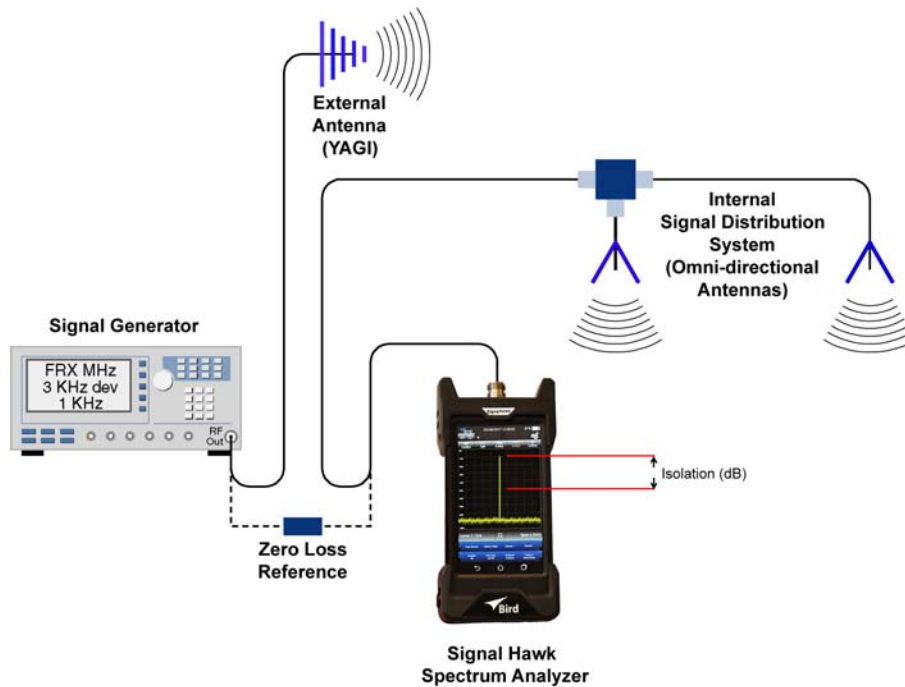 External
Antenna
(YAGI)
Internal
Signal Distribution
System
(Omni-directional
Antennas)
Signal Generator
FRX MHz
3 KHz dev
1 KHz
RF
Out
Isolation (dB)
Zero Loss
Reference
Bird
Signal Hawk
Spectrum Analyzer